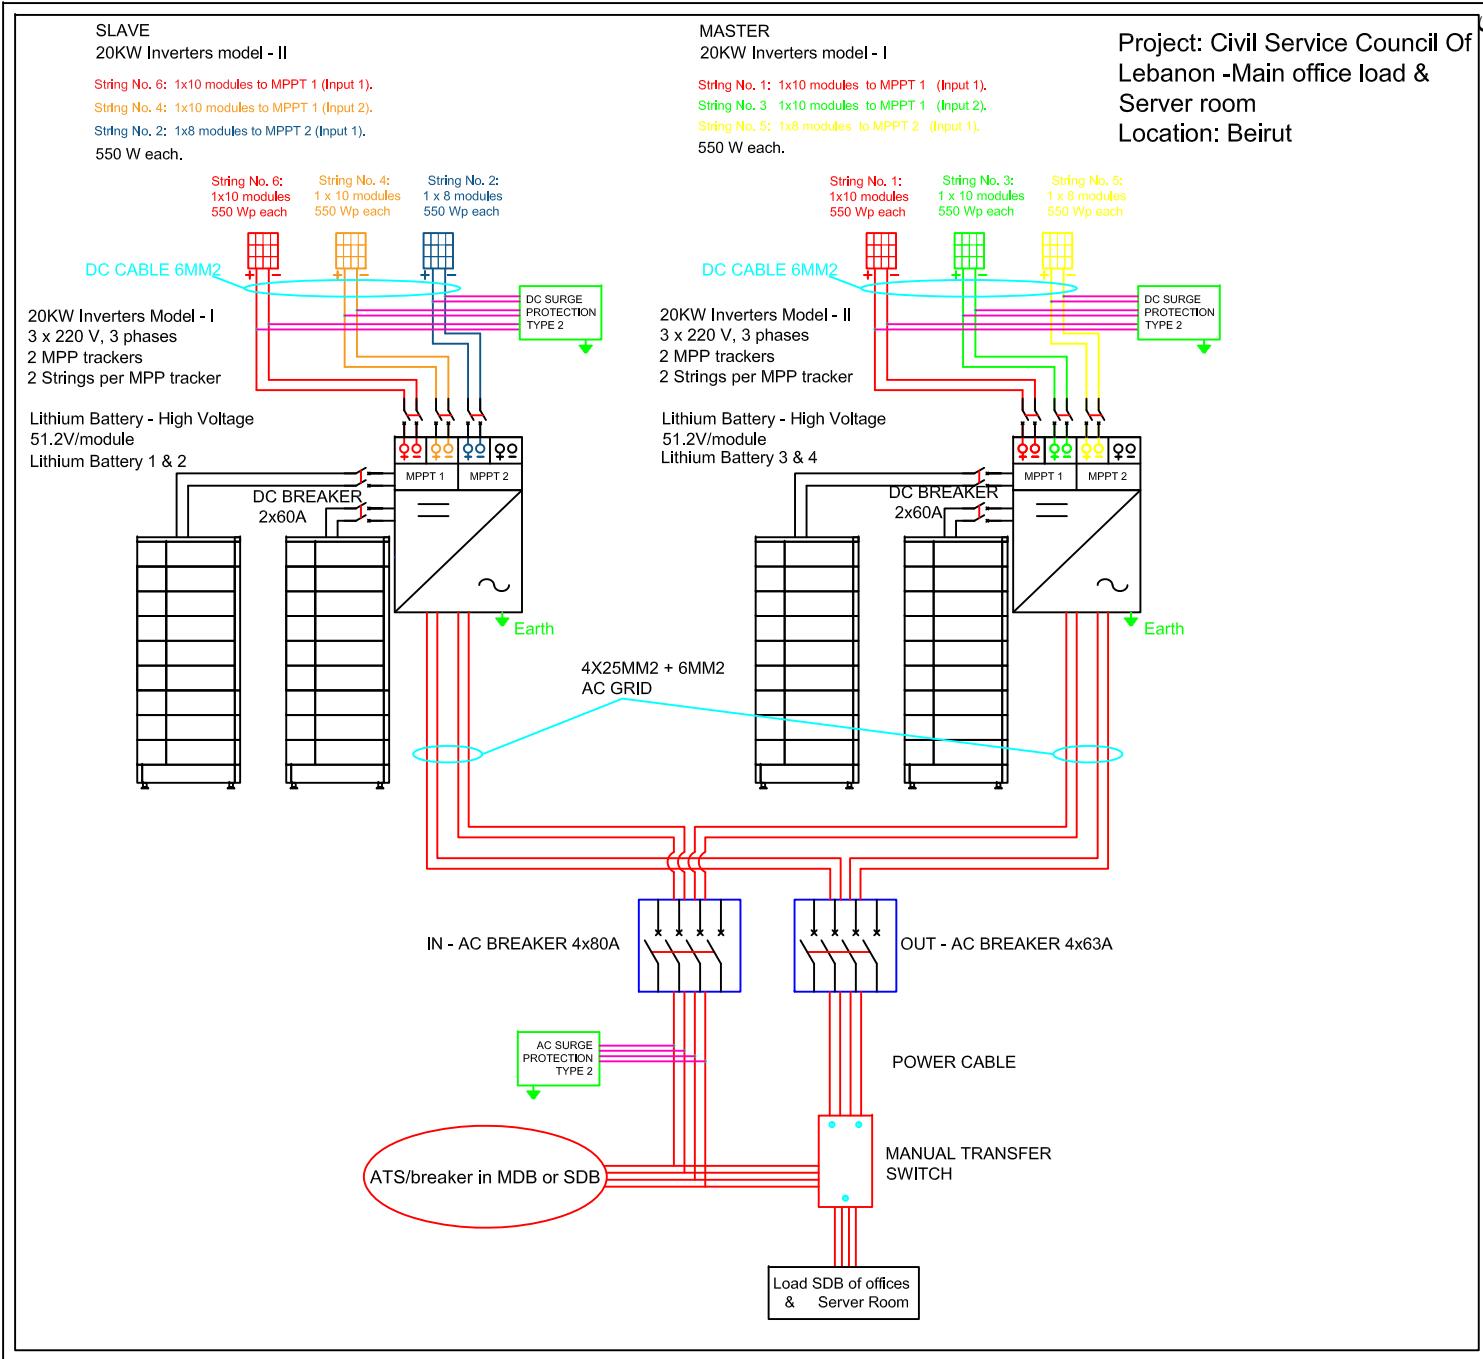 SLAVE
20KW Inverters model - II
String No. 6: 1x10 modules to MPPT 1 (Input 1).
String No. 4: 1x10 modules to MPPT 1 (Input 2).
String No. 2: 1x8 modules to MPPT 2 (Input 1).
550 W each.
MASTER
20KW Inverters model - I
String No. 1: 1x10 modules to MPPT 1 (Input 1).
String No. 3 1x10 modules to MPPT 1 (Input 2).
String No. 5: 1x8 modules to MPPT 2 (Input 1).
550 W each.
Project: Civil Service Council Of
Lebanon -Main office load &
Server room
Location: Beirut
String No. 6:
1x10 modules
550 Wp each
String No. 4:
1 x 10 modules
550 Wp each
String No. 2:
1 x 8 modules
550 Wp each
String No. 1:
1x10 modules
550 Wp each
String No. 3:
1 x 10 modules
550 Wp each
String No. 5:
1 x 8 modules
550 Wp each
DC CABLE 6MM2
+ −
+ −
+ −
DC SURGE
PROTECTION
TYPE 2
DC CABLE 6MM2
+ −
+ −
+ −
DC SURGE
PROTECTION
TYPE 2
20KW Inverters Model - I
3 x 220 V, 3 phases
2 MPP trackers
2 Strings per MPP tracker
20KW Inverters Model - II
3 x 220 V, 3 phases
2 MPP trackers
2 Strings per MPP tracker
Lithium Battery - High Voltage
51.2V/module
Lithium Battery 1 & 2
Lithium Battery - High Voltage
51.2V/module
Lithium Battery 3 & 4
MPPT 1
MPPT 2
MPPT 1
MPPT 2
DC BREAKER
2x60A
DC BREAKER
2x60A
Earth
Earth
4X25MM2 + 6MM2
AC GRID
IN - AC BREAKER 4x80A
OUT - AC BREAKER 4x63A
AC SURGE
PROTECTION
TYPE 2
POWER CABLE
ATS/breaker in MDB or SDB
MANUAL TRANSFER
SWITCH
Load SDB of offices
& Server Room